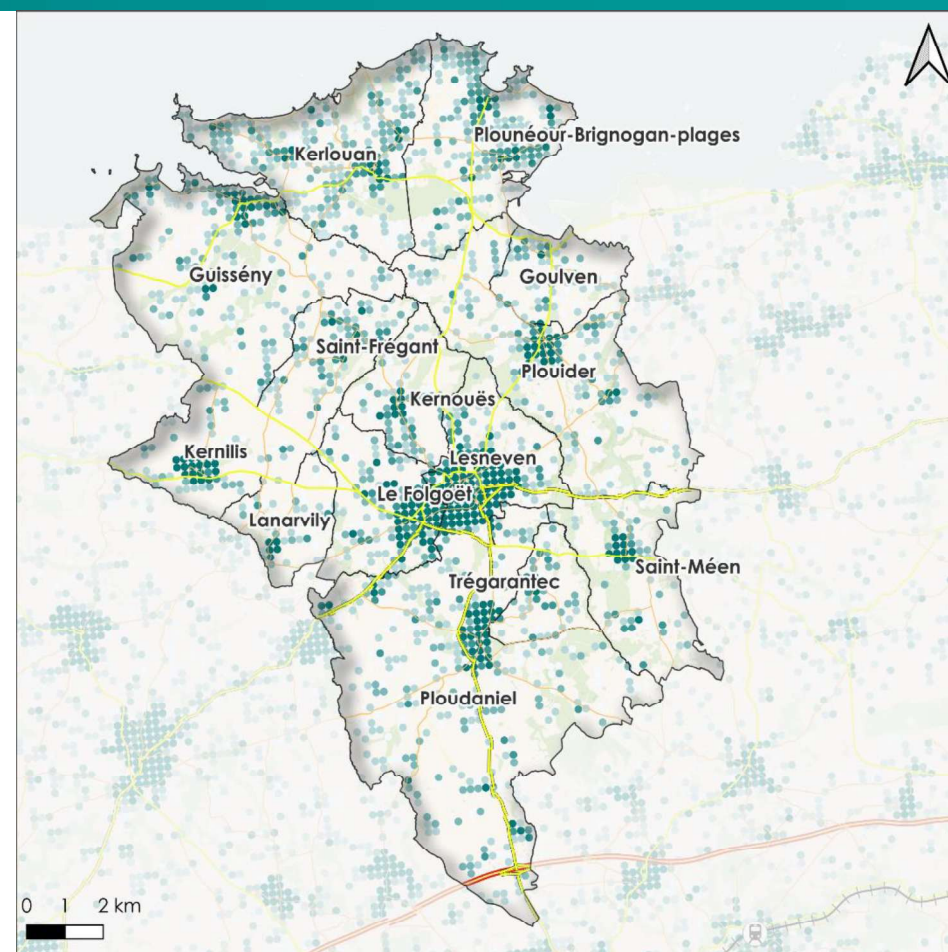 Plounéour-Brignogan-plages
Kerlouan
Guissény
Goulven
Saint-Frégant
Plouider
Kernouës
Kernilis
Lesneven
Le Folgoët
Lanarvily
Saint-Méen
Trégarantec
Ploudaniel
0 1 2 km